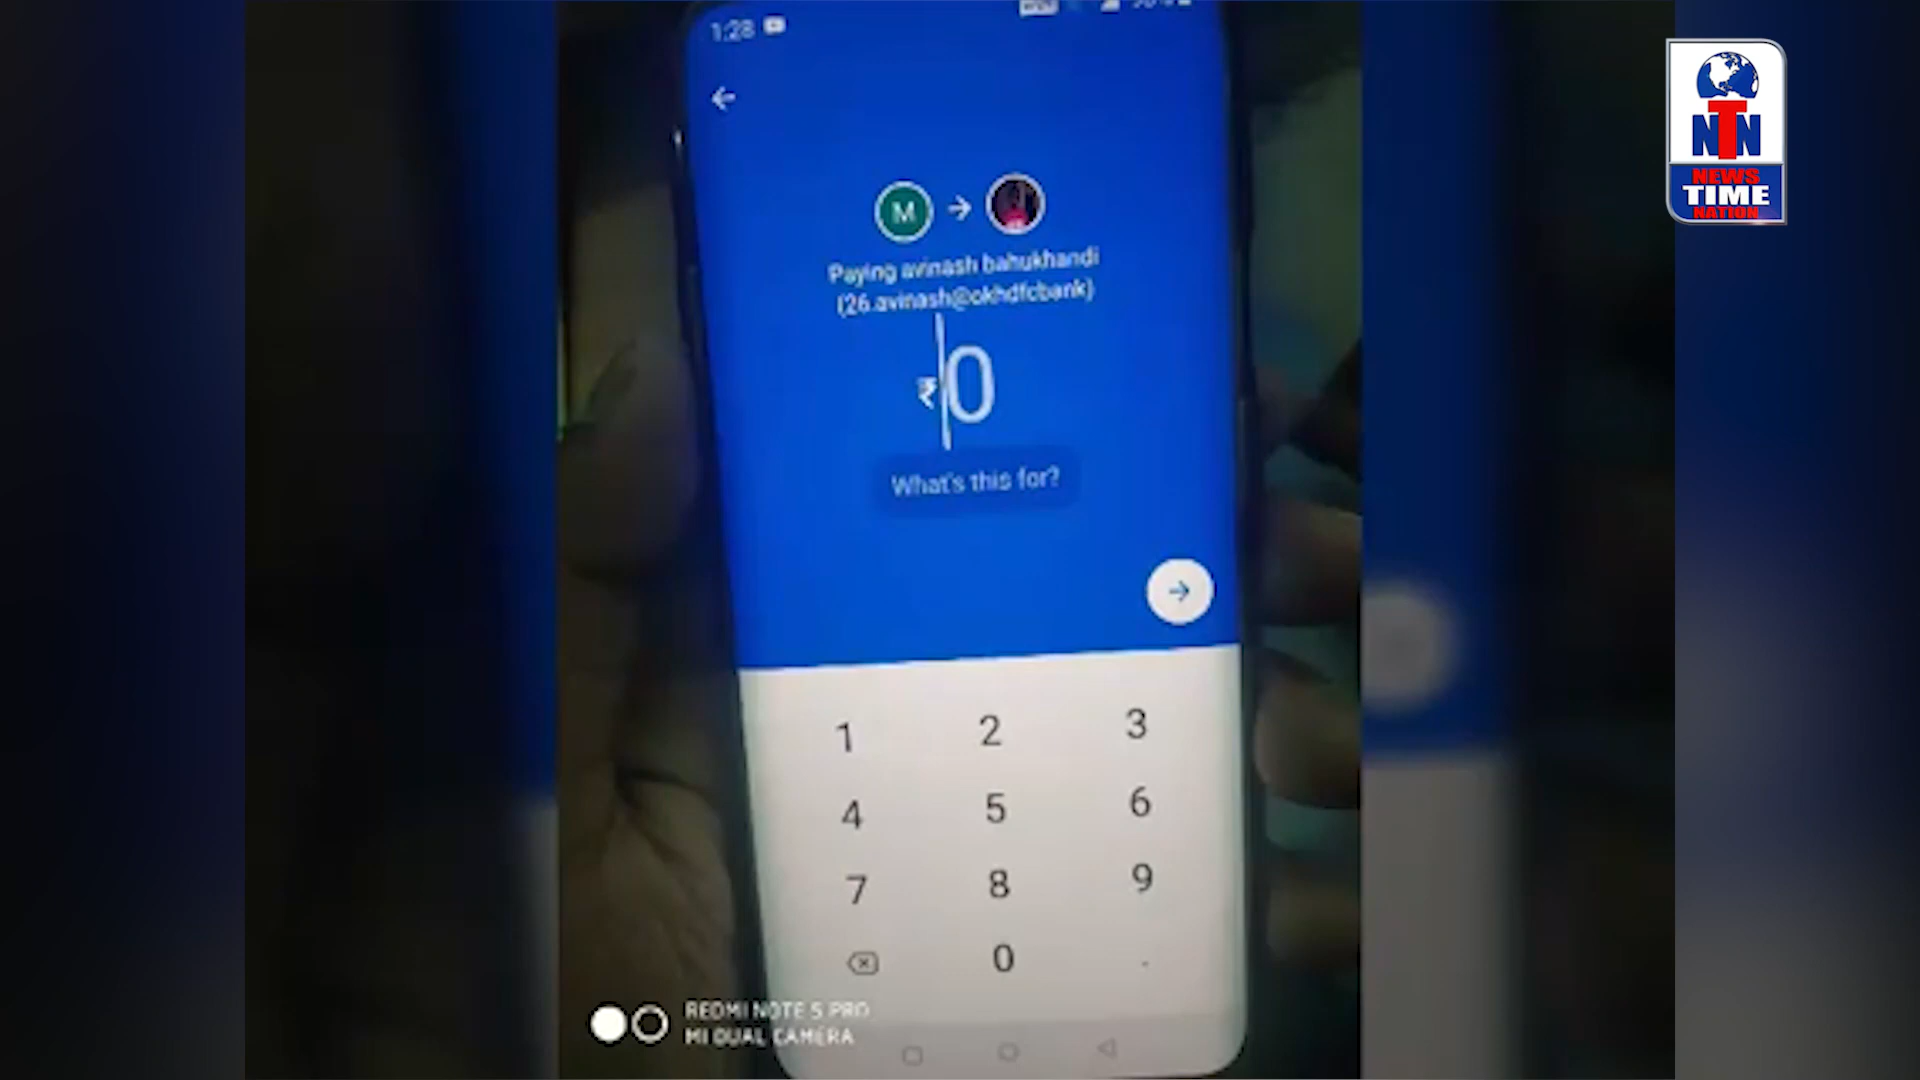 1:28
M
Paying avinash bahukhandi
(26.avinash@okhdfcbank)
₹0
What's this for?
1 2 3
4 5 6
7 8 9
0 .
REDMI NOTE 5 PRO
MI DUAL CAMERA
NTN
NEWS
TIME
NATION